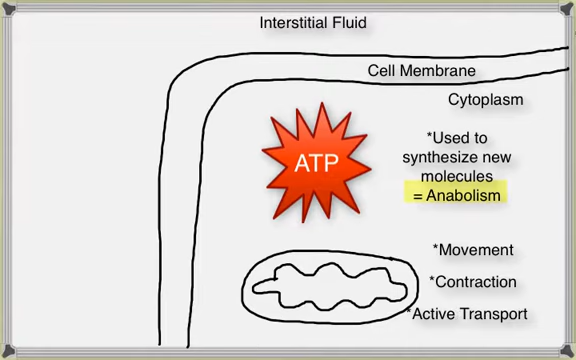 Interstitial Fluid
Cell Membrane
Cytoplasm
ATP
*Used to
synthesize new
molecules
= Anabolism
*Movement
*Contraction
*Active Transport